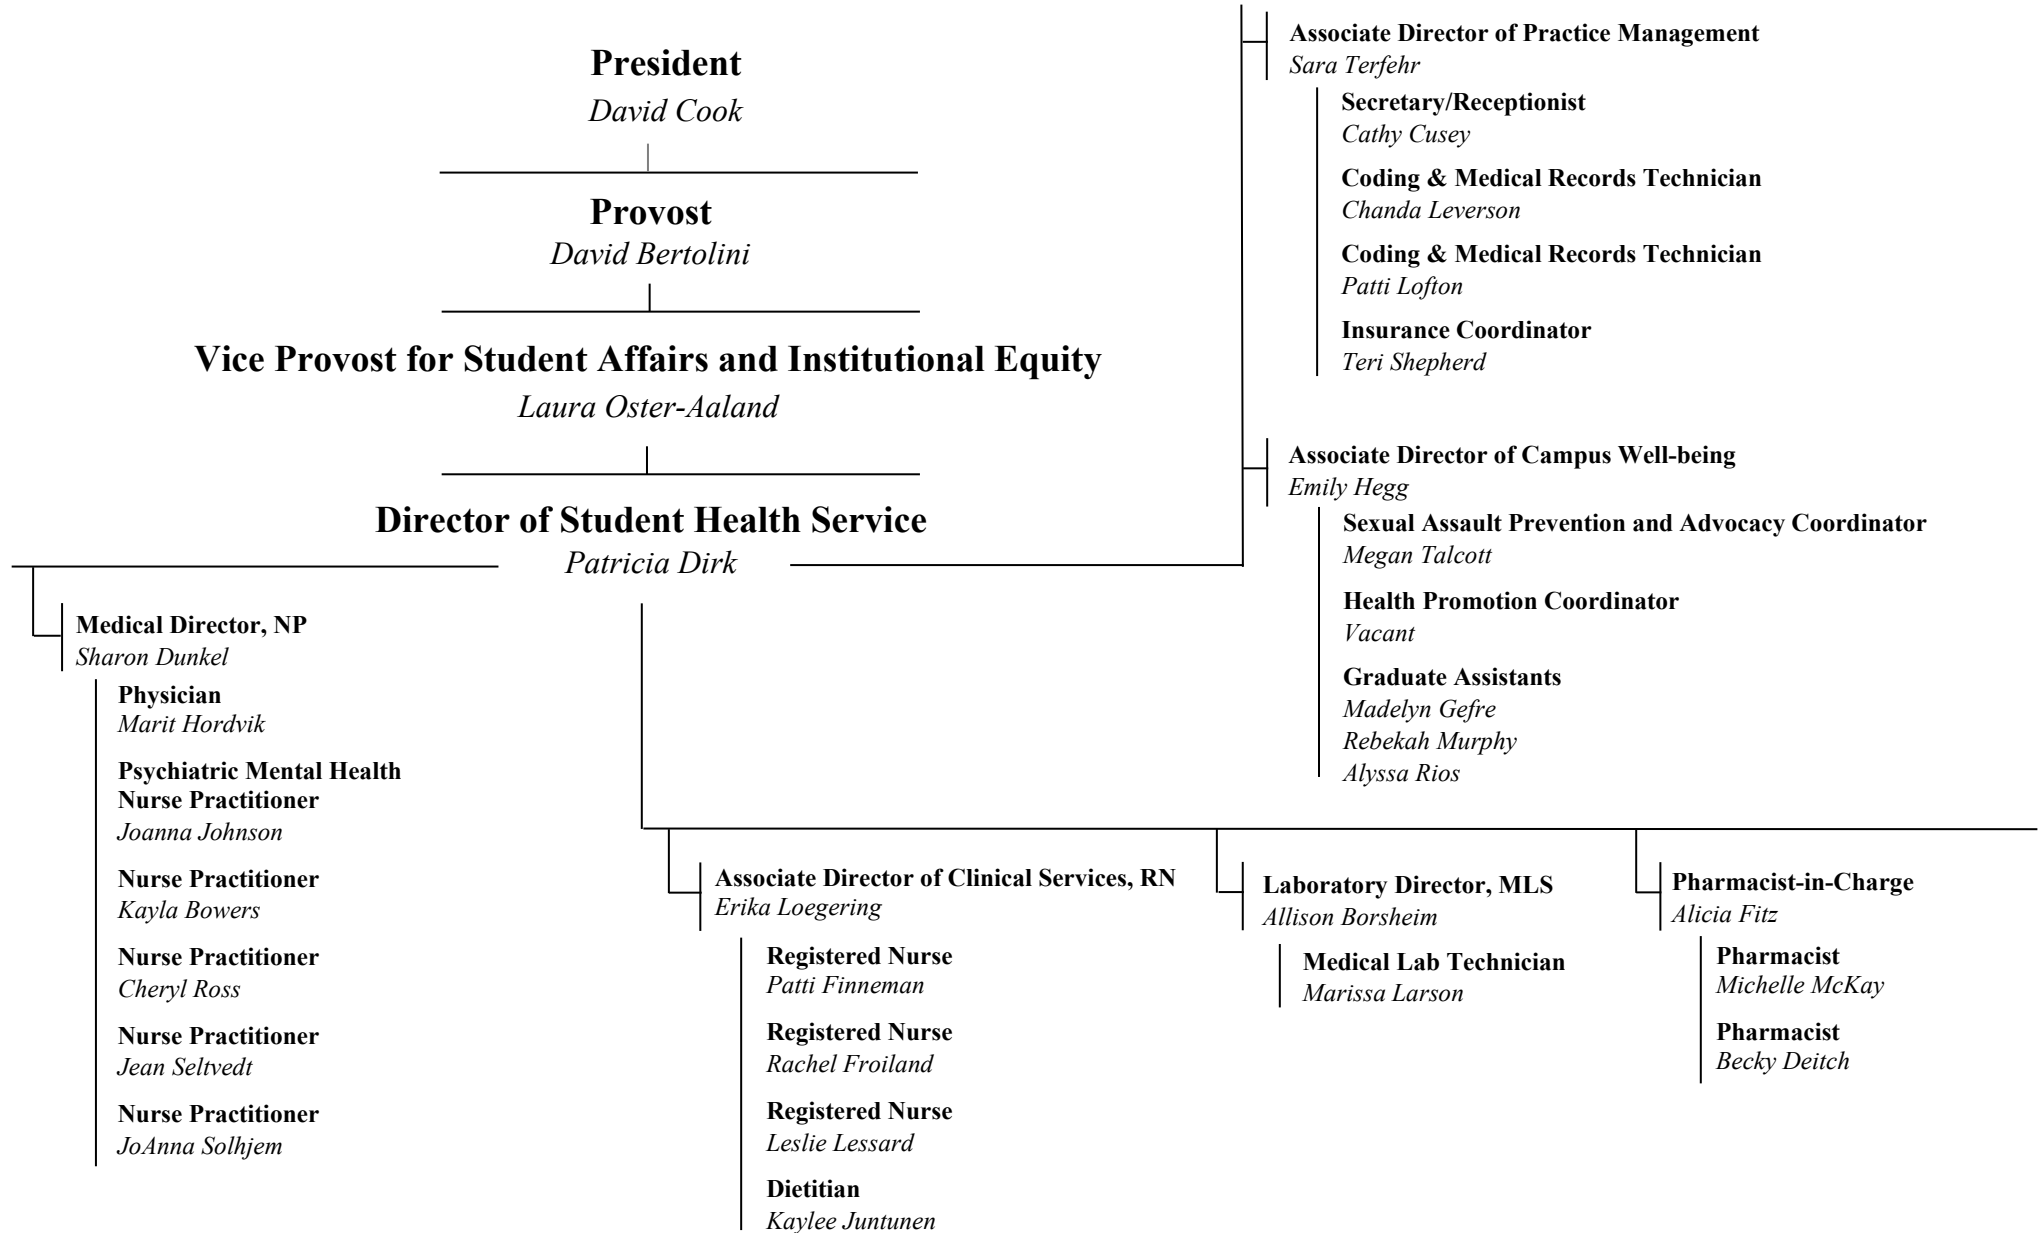 President
David Cook
Provost
David Bertolini
Vice Provost for Student Affairs and Institutional Equity
Laura Oster-Aaland
Director of Student Health Service
Patricia Dirk
Medical Director, NP
Sharon Dunkel
Physician
Marit Hordvik
Psychiatric Mental Health
Nurse Practitioner
Joanna Johnson
Nurse Practitioner
Kayla Bowers
Nurse Practitioner
Cheryl Ross
Nurse Practitioner
Jean Seltvedt
Nurse Practitioner
JoAnna Solhjem
Associate Director of Practice Management
Sara Terfehr
Secretary/Receptionist
Cathy Cusey
Coding & Medical Records Technician
Chanda Leverson
Coding & Medical Records Technician
Patti Lofton
Insurance Coordinator
Teri Shepherd
Associate Director of Campus Well-being
Emily Hegg
Sexual Assault Prevention and Advocacy Coordinator
Megan Talcott
Health Promotion Coordinator
Vacant
Graduate Assistants
Madelyn Gefre
Rebekah Murphy
Alyssa Rios
Associate Director of Clinical Services, RN
Erika Loegering
Registered Nurse
Patti Finneman
Registered Nurse
Rachel Froiland
Registered Nurse
Leslie Lessard
Dietitian
Kaylee Juntunen
Laboratory Director, MLS
Allison Borsheim
Medical Lab Technician
Marissa Larson
Pharmacist-in-Charge
Alicia Fitz
Pharmacist
Michelle McKay
Pharmacist
Becky Deitch